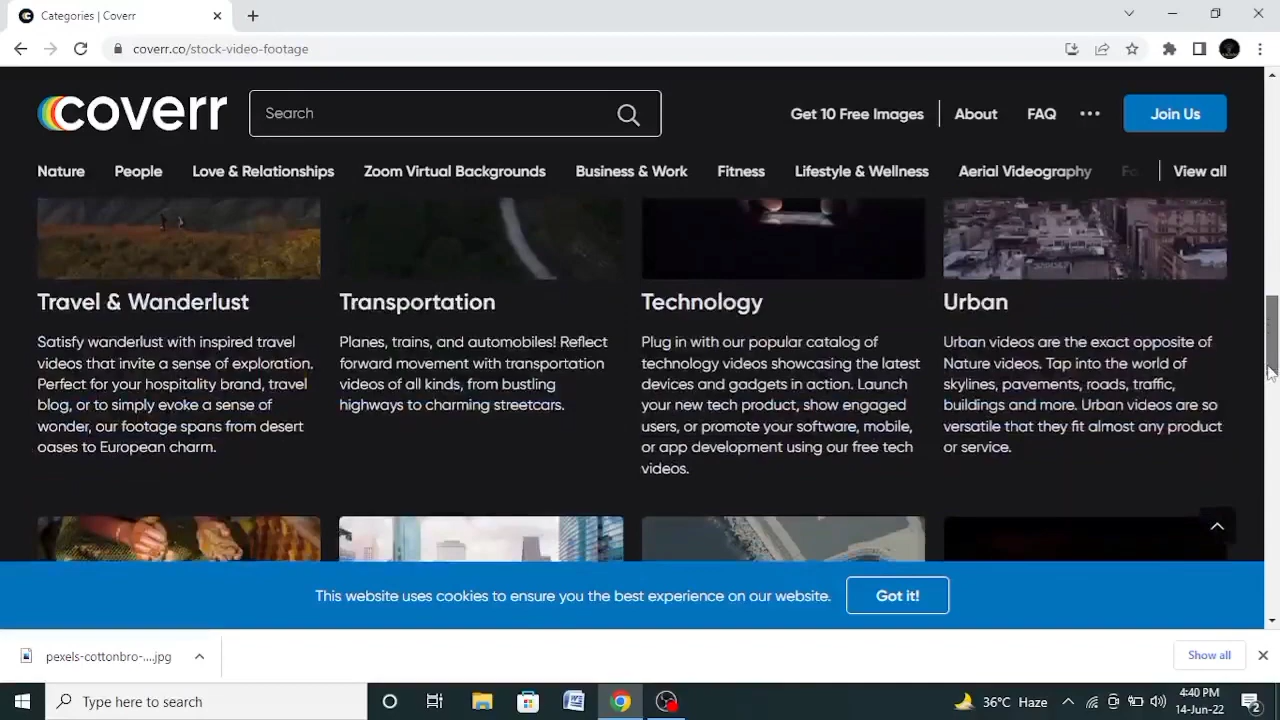 Categories | Coverr
coverr.co/stock-video-footage
coverr
Search
Get 10 Free Images
About
FAQ
Join Us
Nature
People
Love & Relationships
Zoom Virtual Backgrounds
Business & Work
Fitness
Lifestyle & Wellness
Aerial Videography
View all
Travel & Wanderlust
Satisfy wanderlust with inspired travel
videos that invite a sense of exploration.
Perfect for your hospitality brand, travel
blog, or to simply evoke a sense of
wonder, our footage spans from desert
oases to European charm.
Transportation
Planes, trains, and automobiles! Reflect
forward movement with transportation
videos of all kinds, from bustling
highways to charming streetcars.
Technology
Plug in with our popular catalog of
technology videos showcasing the latest
devices and gadgets in action. Launch
your new tech product, show engaged
users, or promote your software, mobile,
or app development using our free tech
videos.
Urban
Urban videos are the exact opposite of
Nature videos. Tap into the world of
skylines, pavements, roads, traffic,
buildings and more. Urban videos are so
versatile that they fit almost any product
or service.
This website uses cookies to ensure you the best experience on our website.
Got it!
pexels-cottonbro-....jpg
Show all
Type here to search
36°C Haze
4:40 PM
14-Jun-22
2